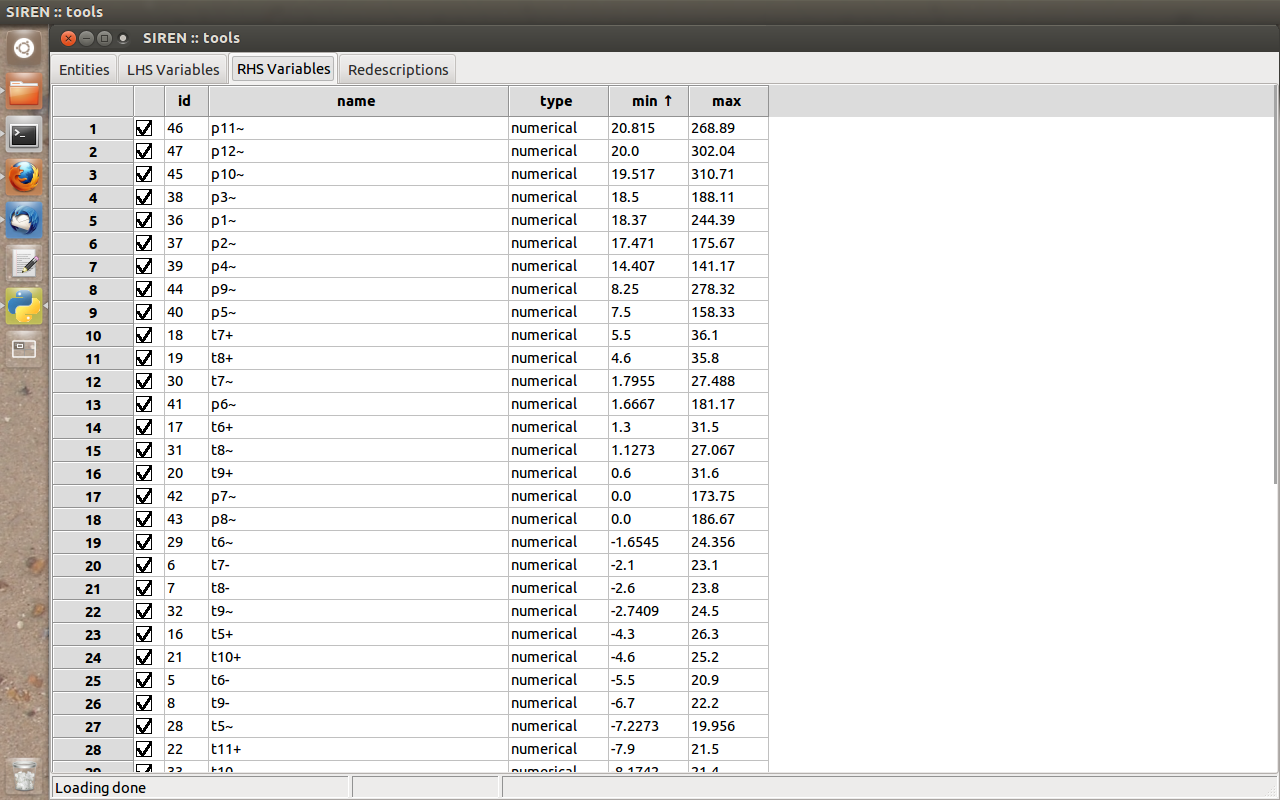 SIREN :: tools
SIREN :: tools
Entities LHS Variables RHS Variables Redescriptions
id name type min ↑ max
1 46 p11~ numerical 20.815 268.89
2 47 p12~ numerical 20.0 302.04
3 45 p10~ numerical 19.517 310.71
4 38 p3~ numerical 18.5 188.11
5 36 p1~ numerical 18.37 244.39
6 37 p2~ numerical 17.471 175.67
7 39 p4~ numerical 14.407 141.17
8 44 p9~ numerical 8.25 278.32
9 40 p5~ numerical 7.5 158.33
10 18 t7+ numerical 5.5 36.1
11 19 t8+ numerical 4.6 35.8
12 30 t7~ numerical 1.7955 27.488
13 41 p6~ numerical 1.6667 181.17
14 17 t6+ numerical 1.3 31.5
15 31 t8~ numerical 1.1273 27.067
16 20 t9+ numerical 0.6 31.6
17 42 p7~ numerical 0.0 173.75
18 43 p8~ numerical 0.0 186.67
19 29 t6~ numerical -1.6545 24.356
20 6 t7- numerical -2.1 23.1
21 7 t8- numerical -2.6 23.8
22 32 t9~ numerical -2.7409 24.5
23 16 t5+ numerical -4.3 26.3
24 21 t10+ numerical -4.6 25.2
25 5 t6- numerical -5.5 20.9
26 8 t9- numerical -6.7 22.2
27 28 t5~ numerical -7.2273 19.956
28 22 t11+ numerical -7.9 21.5
29 33 numerical -8.1742 21.4
Loading done